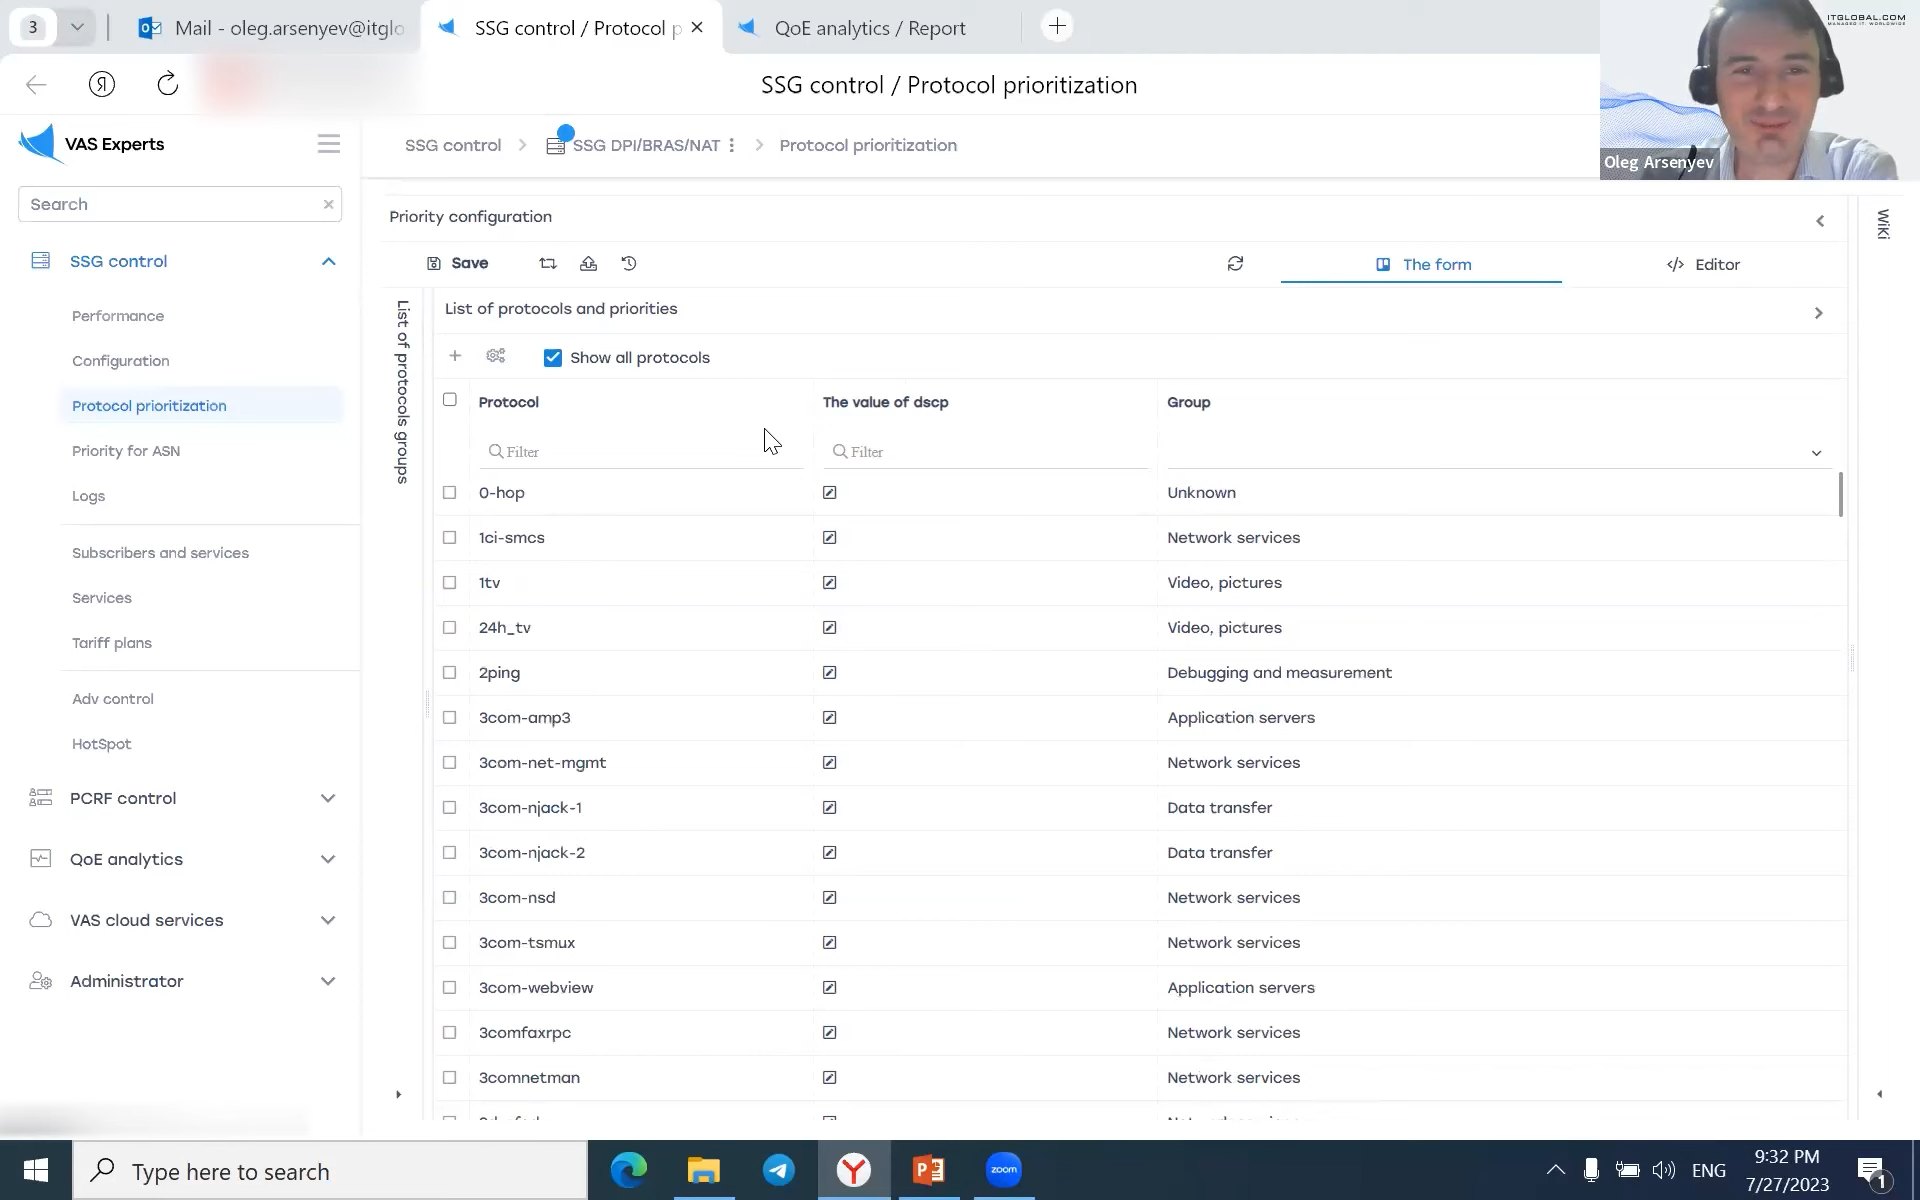 3
Mail - oleg.arsenyev@itglo
SSG control / Protocol p
QoE analytics / Report
ITGLOBAL.COM
MANAGED IT. WORLDWIDE
Я
SSG control / Protocol prioritization
VAS Experts
SSG control
SSG DPI/BRAS/NAT
Protocol prioritization
Oleg Arsenyev
Search
Priority configuration
Wiki
SSG control
Save
The form
</> Editor
Performance
List of protocols groups
List of protocols and priorities
Configuration
Show all protocols
Protocol prioritization
Protocol
The value of dscp
Group
Priority for ASN
Filter
Filter
Logs
0-hop
Unknown
1ci-smcs
Network services
Subscribers and services
1tv
Video, pictures
Services
24h_tv
Video, pictures
Tariff plans
2ping
Debugging and measurement
Adv control
3com-amp3
Application servers
HotSpot
3com-net-mgmt
Network services
PCRF control
3com-njack-1
Data transfer
QoE analytics
3com-njack-2
Data transfer
3com-nsd
Network services
VAS cloud services
3com-tsmux
Network services
Administrator
3com-webview
Application servers
3comfaxrpc
Network services
3comnetman
Network services
Type here to search
zoom
ENG
9:32 PM
7/27/2023
1